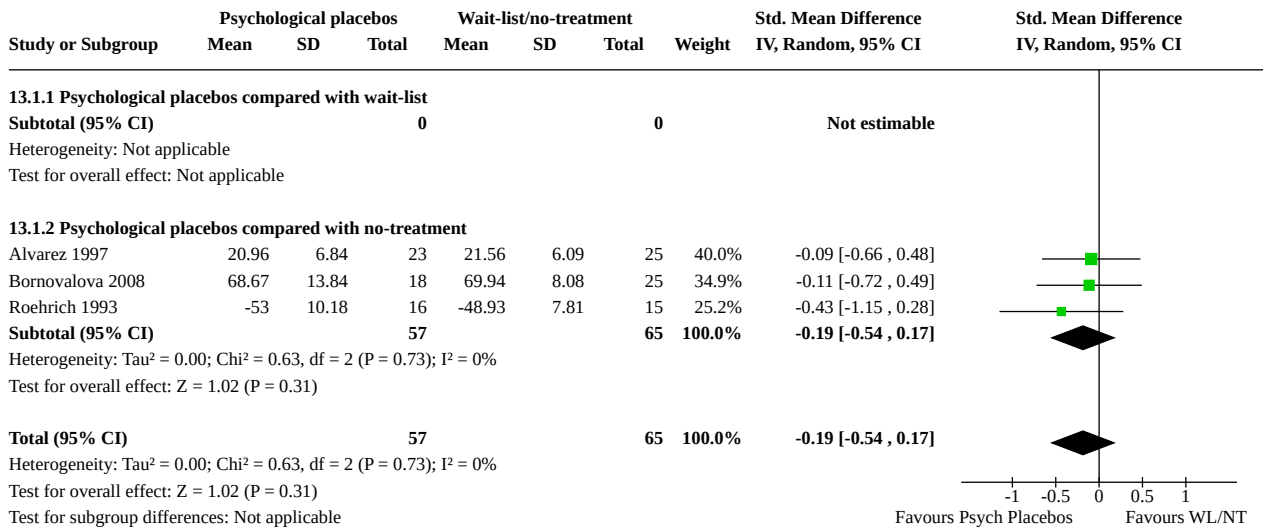 Psychological placebos Wait-list/no-treatment Std. Mean Difference Std. Mean Difference
Study or Subgroup Mean SD Total Mean SD Total Weight IV, Random, 95% CI IV, Random, 95% CI
13.1.1 Psychological placebos compared with wait-list
Subtotal (95% CI) 0 0 Not estimable
Heterogeneity: Not applicable
Test for overall effect: Not applicable
13.1.2 Psychological placebos compared with no-treatment
Alvarez 1997 20.96 6.84 23 21.56 6.09 25 40.0% -0.09 [-0.66 , 0.48]
Bornovalova 2008 68.67 13.84 18 69.94 8.08 25 34.9% -0.11 [-0.72 , 0.49]
Roehrich 1993 -53 10.18 16 -48.93 7.81 15 25.2% -0.43 [-1.15 , 0.28]
Subtotal (95% CI) 57 65 100.0% -0.19 [-0.54 , 0.17]
Heterogeneity: Tau² = 0.00; Chi² = 0.63, df = 2 (P = 0.73); I² = 0%
Test for overall effect: Z = 1.02 (P = 0.31)
Total (95% CI) 57 65 100.0% -0.19 [-0.54 , 0.17]
Heterogeneity: Tau² = 0.00; Chi² = 0.63, df = 2 (P = 0.73); I² = 0%
Test for overall effect: Z = 1.02 (P = 0.31) -1 -0.5 0 0.5 1
Test for subgroup differences: Not applicable Favours Psych Placebos Favours WL/NT